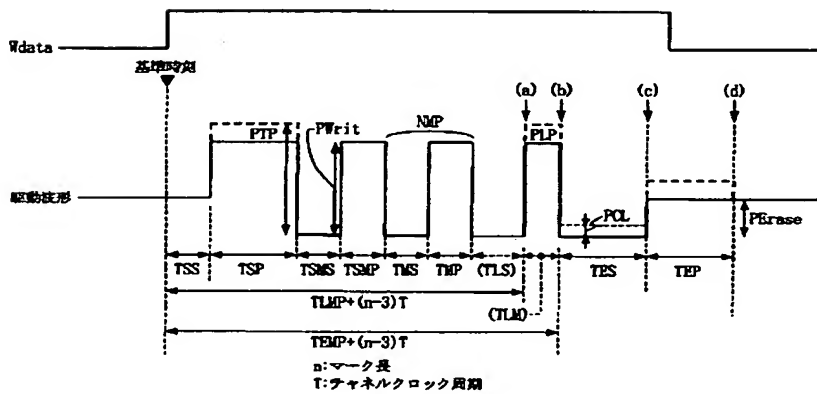 Wdata
基準時刻
(a) (b) (c) (d)
PTP PWrit NMP PLP
駆動波形
PCL PErase
TSS TSP TSMS TSMP TMS TMP (TLS) TES TEP
TLMP+(n-3)T
(TLM)
TEMP+(n-3)T
n:マーク長
T:チャネルクロック周期